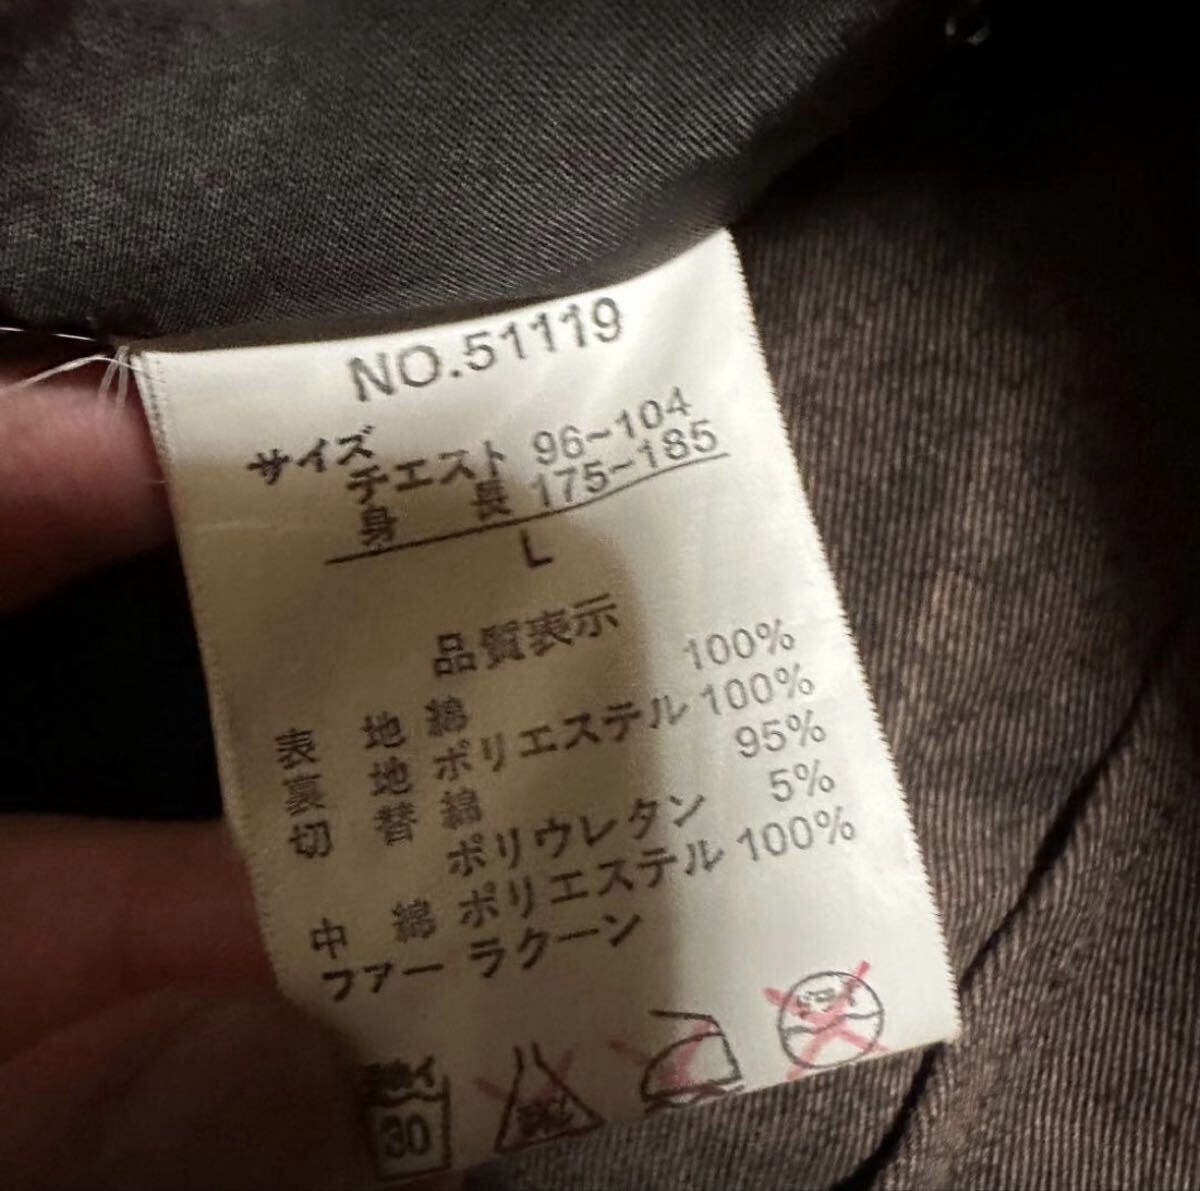 NO.51119
サイズ
チエスト 96~104
身 長 175~185
L
品質表示
表 地 綿 100%
裏 地 ポリエステル 100%
切 替 綿 95%
ポリウレタン 5%
中 綿 ポリエステル 100%
ファー ラクーン
30